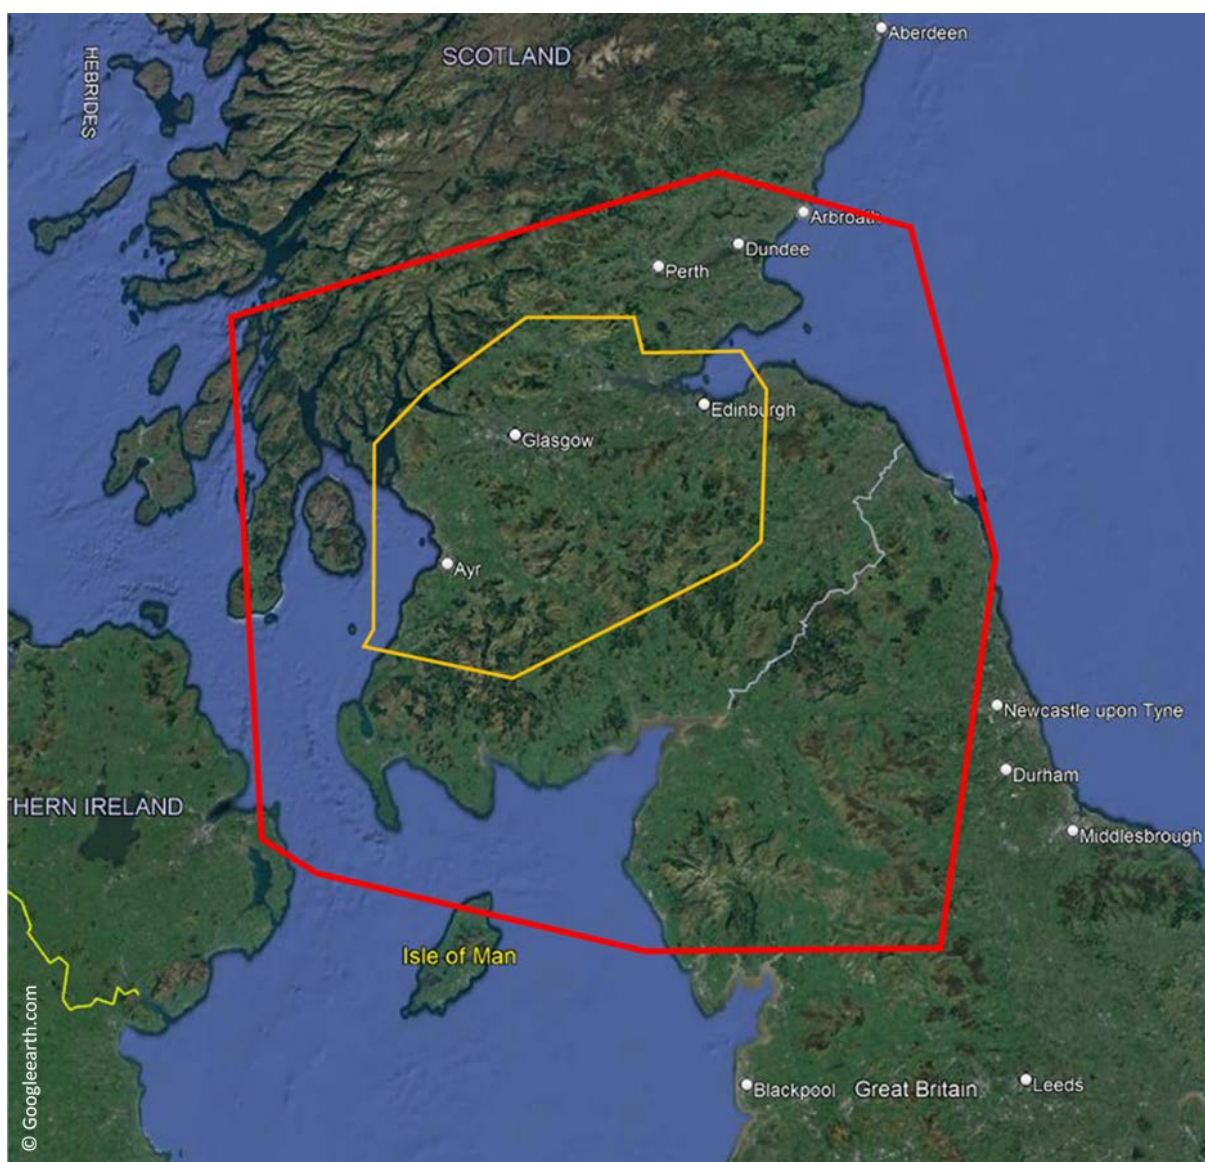 Aberdeen
SCOTLAND
HEBRIDES
Arbroath
Dundee
Perth
Edinburgh
Glasgow
Ayr
Newcastle upon Tyne
Durham
THERN IRELAND
Middlesbrough
Isle of Man
© Googleearth.com
Blackpool
Great Britain
Leeds